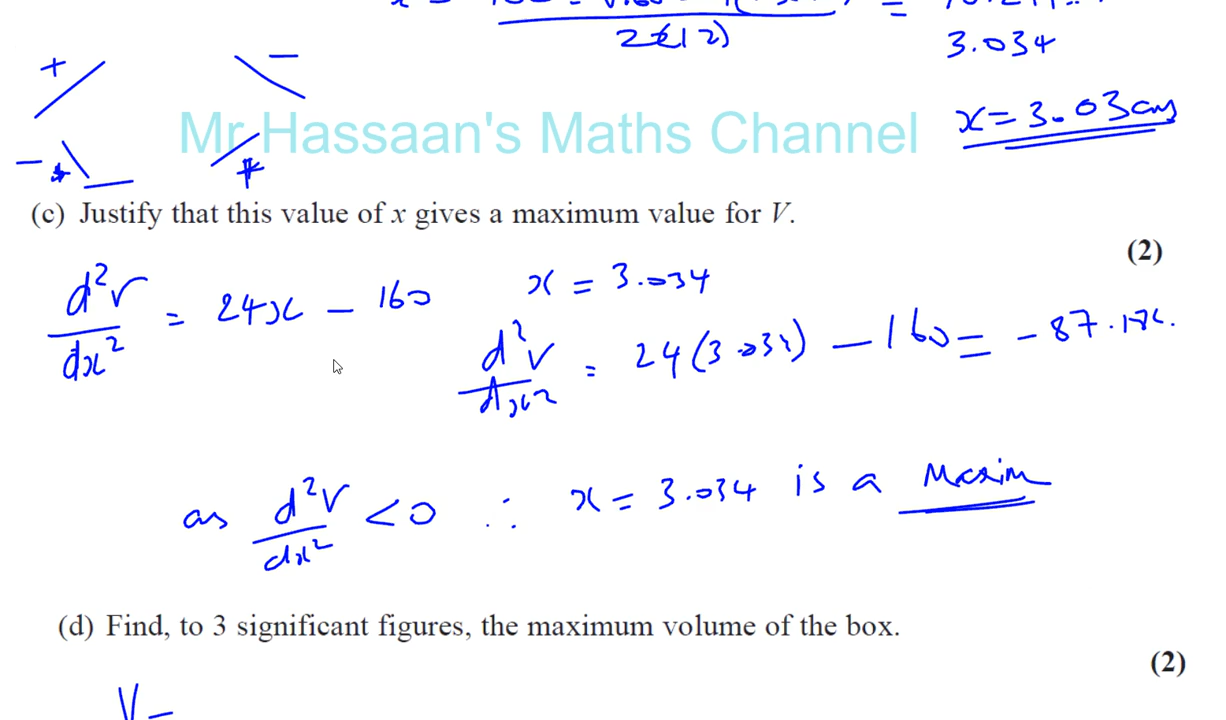 2(12)
3.034
x = 3.03 cm
+ −
− +
Mr Hassaan's Maths Channel
(c) Justify that this value of x gives a maximum value for V.
(2)
d²V/dx² = 24x − 160
x = 3.034
d²V/dx² = 24(3.034) − 160 = − 87.18
as d²V/dx² < 0 ∴ x = 3.034 is a Maxim
(d) Find, to 3 significant figures, the maximum volume of the box.
(2)
V =